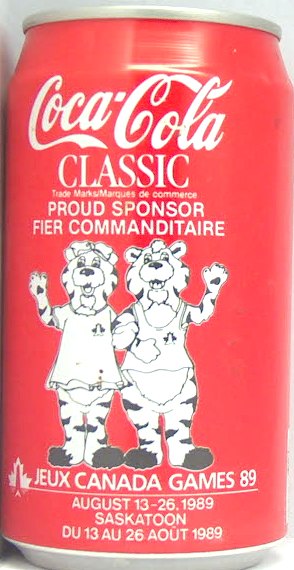 Coca-Cola
CLASSIC
Trade Marks/Marques de commerce
PROUD SPONSOR
FIER COMMANDITAIRE
JEUX CANADA GAMES 89
AUGUST 13-26, 1989
SASKATOON
DU 13 AU 26 AOÛT 1989